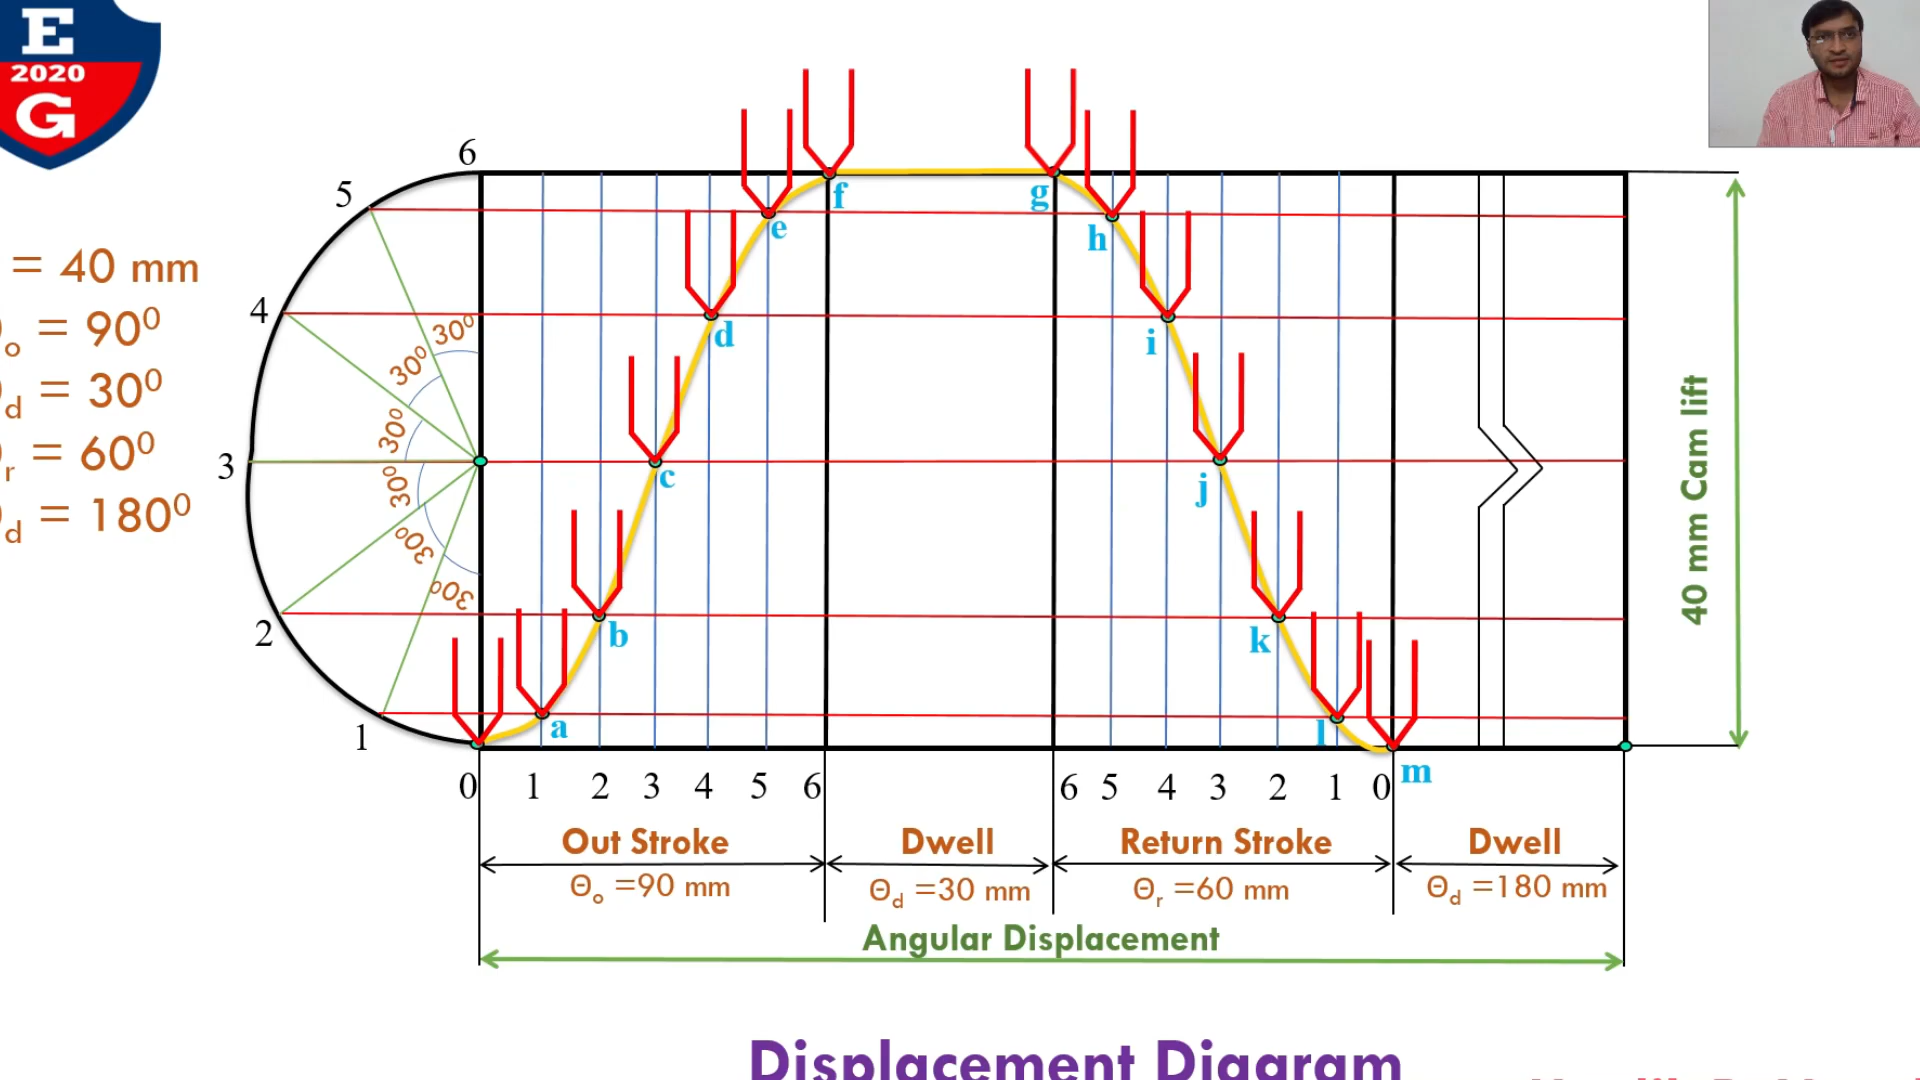 E
2020
G
= 40 mm
o = 90⁰
d = 30⁰
r = 60⁰
d = 180⁰
6
5
4
3
2
1
30⁰
30⁰
30⁰
30⁰
30⁰
30⁰
f
g
e
h
d
i
c
j
b
k
a
l
m
40 mm Cam lift
0 1 2 3 4 5 6 6 5 4 3 2 1 0
Out Stroke Dwell Return Stroke Dwell
Θo =90 mm Θd =30 mm Θr =60 mm Θd =180 mm
Angular Displacement
Displacement Diagram